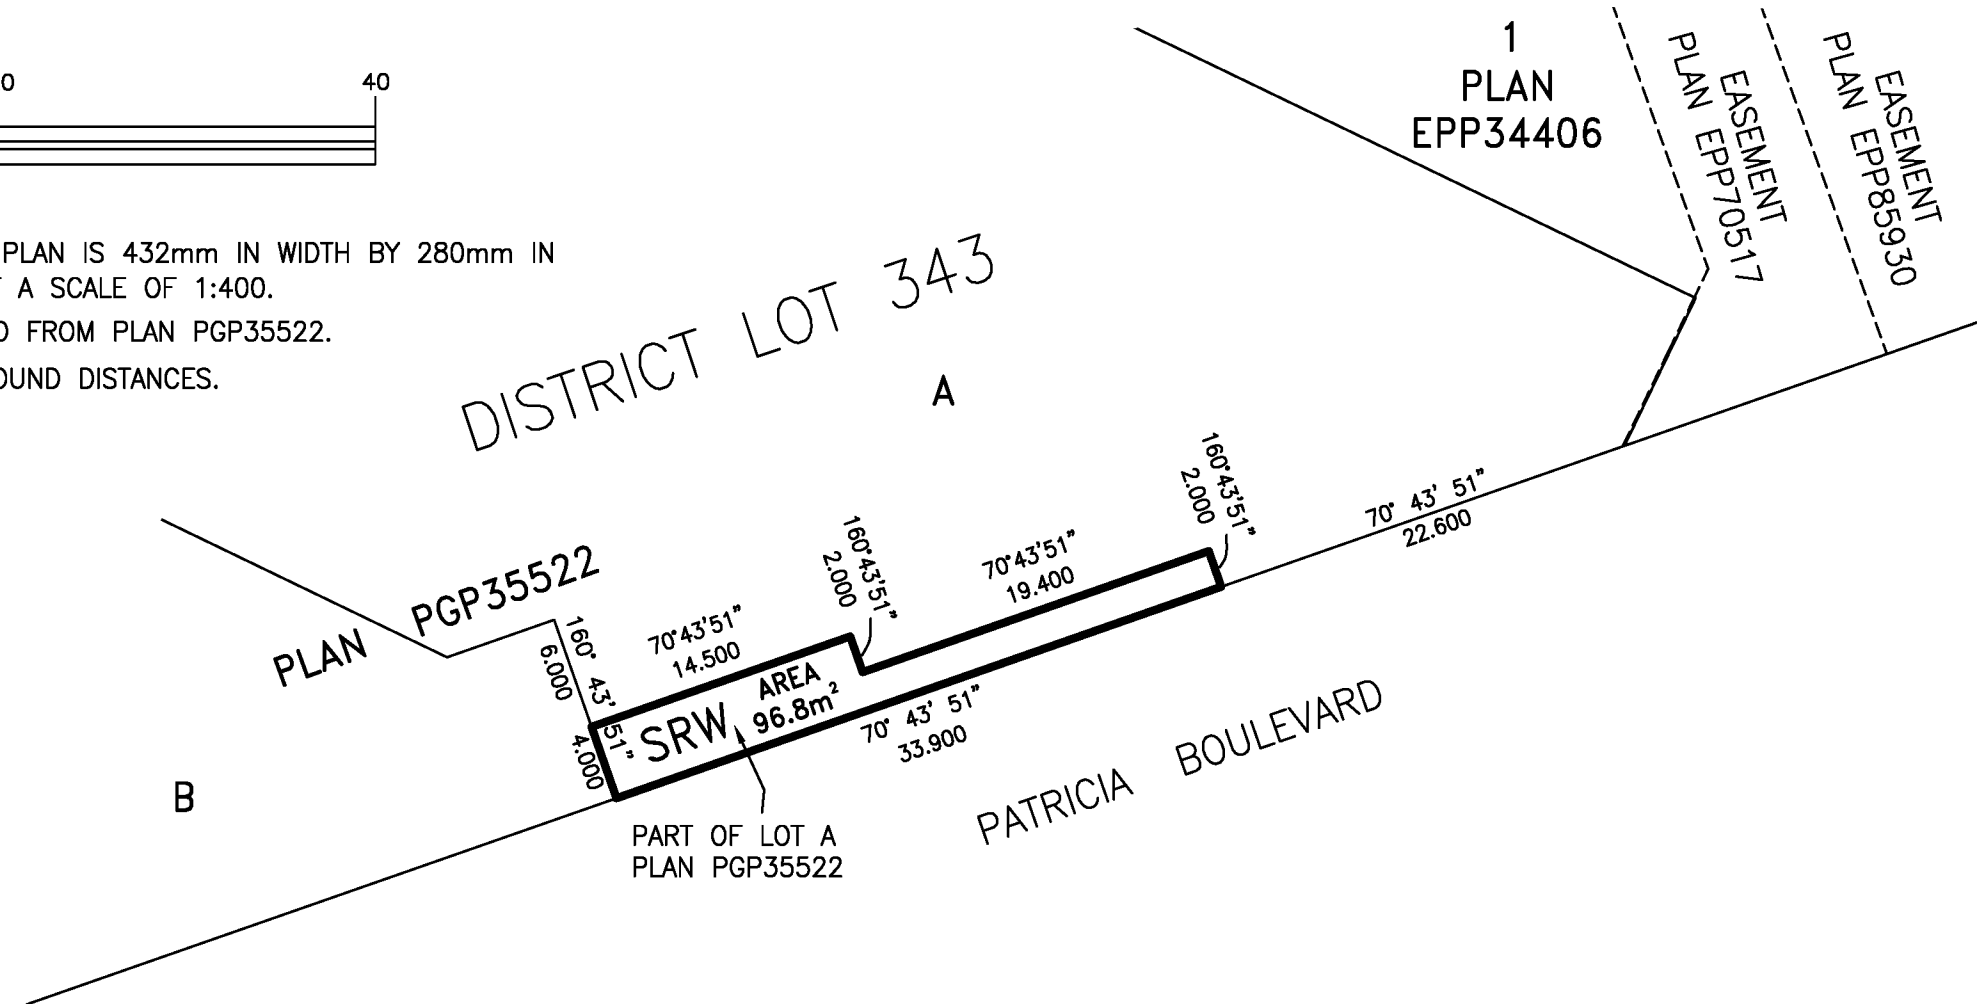 40
PLAN IS 432mm IN WIDTH BY 280mm IN
A SCALE OF 1:400.
FROM PLAN PGP35522.
DISTANCES.
1
PLAN
EPP34406
EASEMENT
PLAN EPP70517
EASEMENT
PLAN EPP85930
DISTRICT LOT 343
A
PLAN PGP35522
160° 43' 51"
6.000
4.000
70°43'51"
14.500
160°43'51"
2.000
70°43'51"
19.400
160°43'51"
2.000
70° 43' 51"
22.600
SRW
AREA
96.8m²
70° 43' 51"
33.900
B
PART OF LOT A
PLAN PGP35522
PATRICIA BOULEVARD